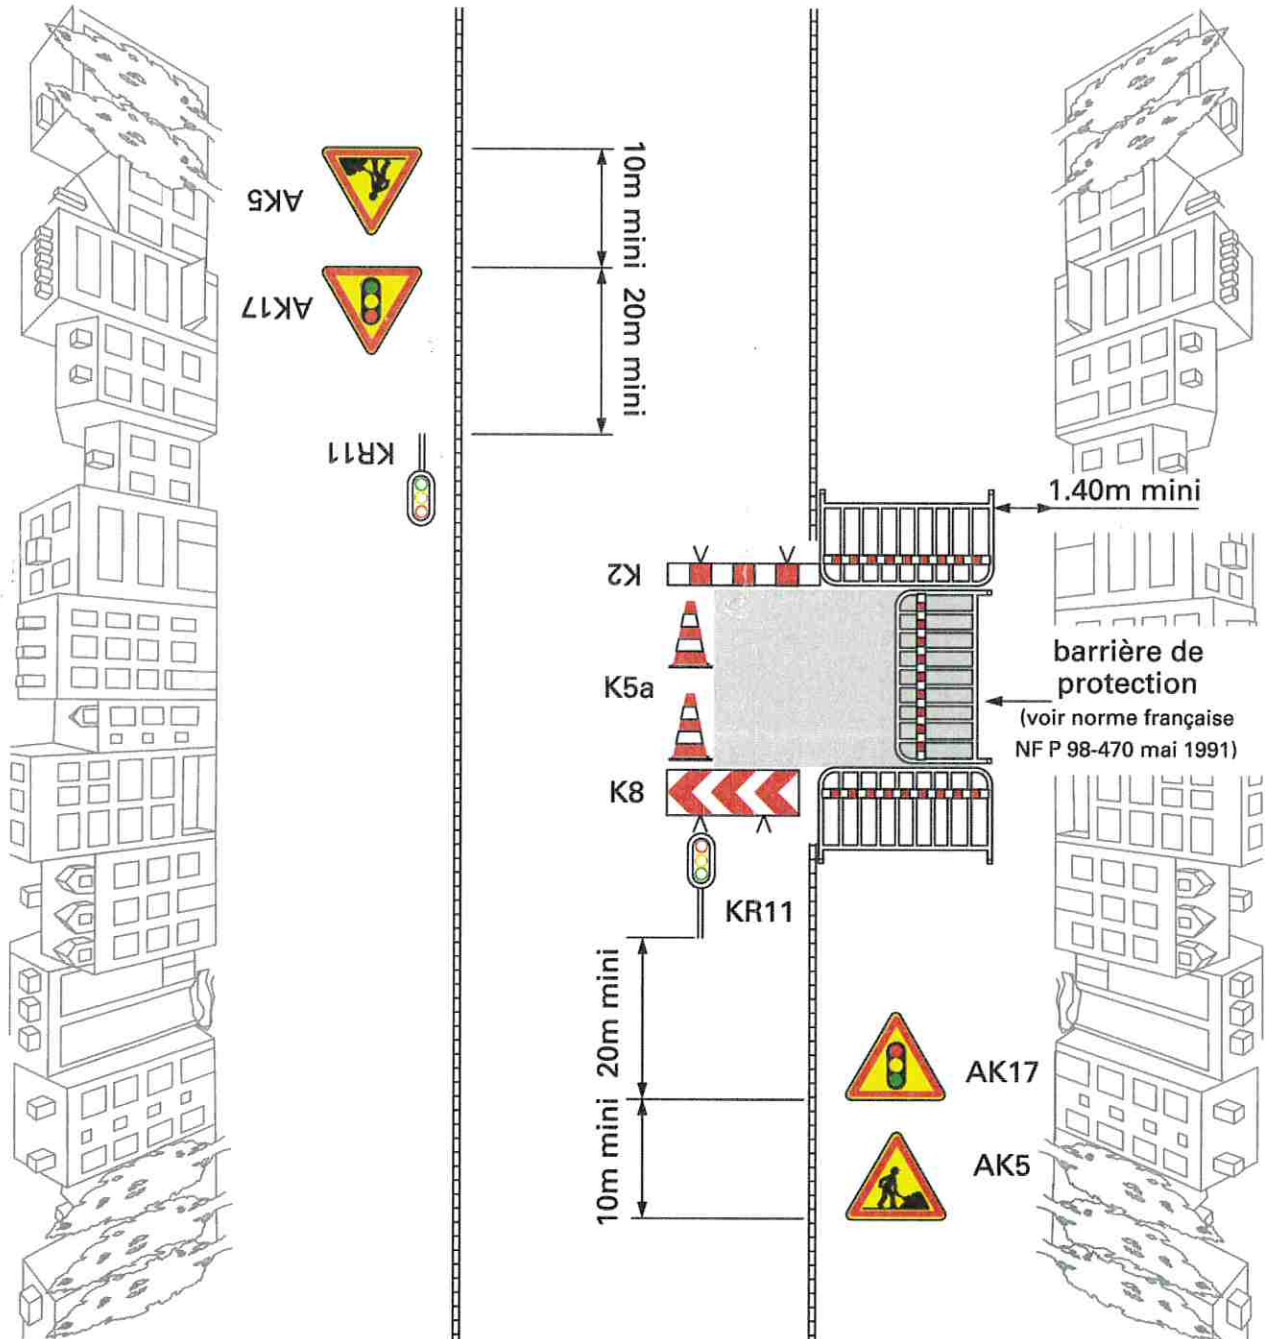 AK5
10m mini
AK17
20m mini
KR11
1.40m mini
K2
barrière de
protection
(voir norme française
NF P 98-470 mai 1991)
K5a
K8
KR11
20m mini
AK17
10m mini
AK5